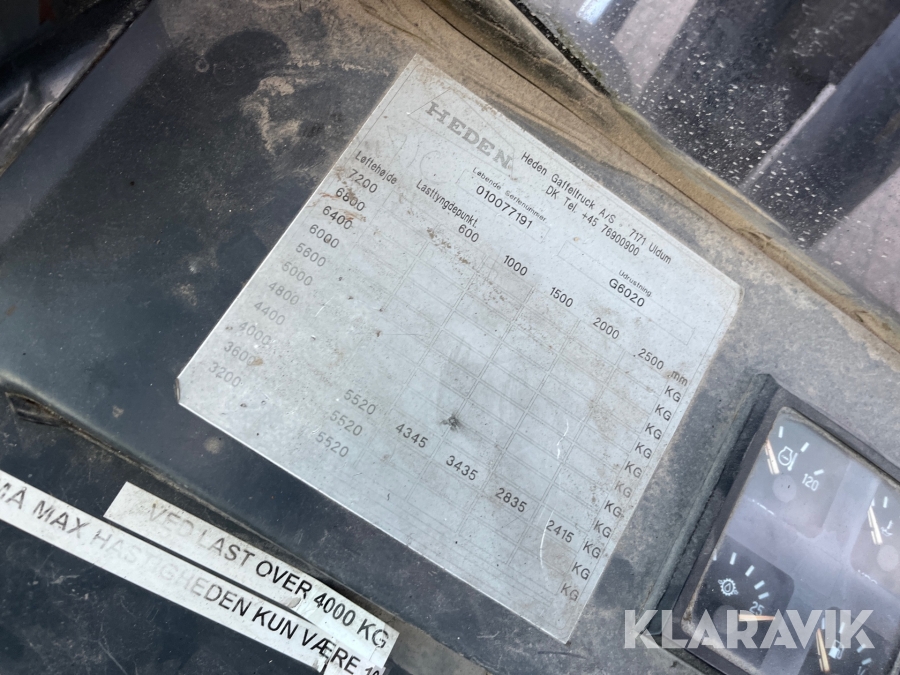 HEDEN
Heden Gaffeltruck A/S . 7171 Uldum
DK Tel. +45 76900900
Løbende Serienummer Udrustning
010077191 G6020
Løftehøjde Lasttyngdepunkt
7200 600 1000 1500 2000 2500 mm
6800 KG
6400 KG
6000 KG
5800 KG
5000 KG
4800 KG
4400 KG
4000 5520 4345 3435 2835 2415 KG
3600 5520 KG
3200 5520 KG
VED LAST OVER 4000 KG
MÅ MAX HASTIGHEDEN KUN VÆRE
120
25
KLARAVIK